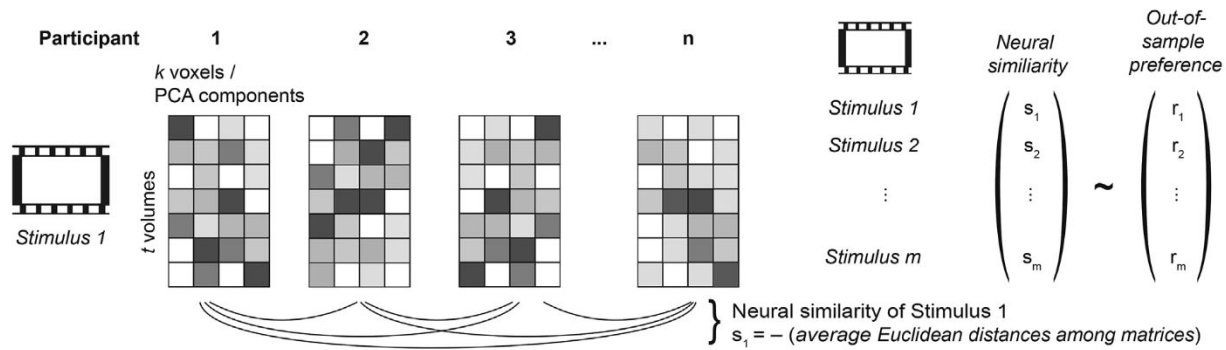 Participant 1 2 3 ... n
k voxels /
PCA components
t volumes
Stimulus 1
Neural similarity of Stimulus 1
s1 = – (average Euclidean distances among matrices)
Neural
similiarity
Out-of-
sample
preference
Stimulus 1 s1 r1
Stimulus 2 s2 ~ r2
⋮ ⋮ ⋮
Stimulus m sm rm